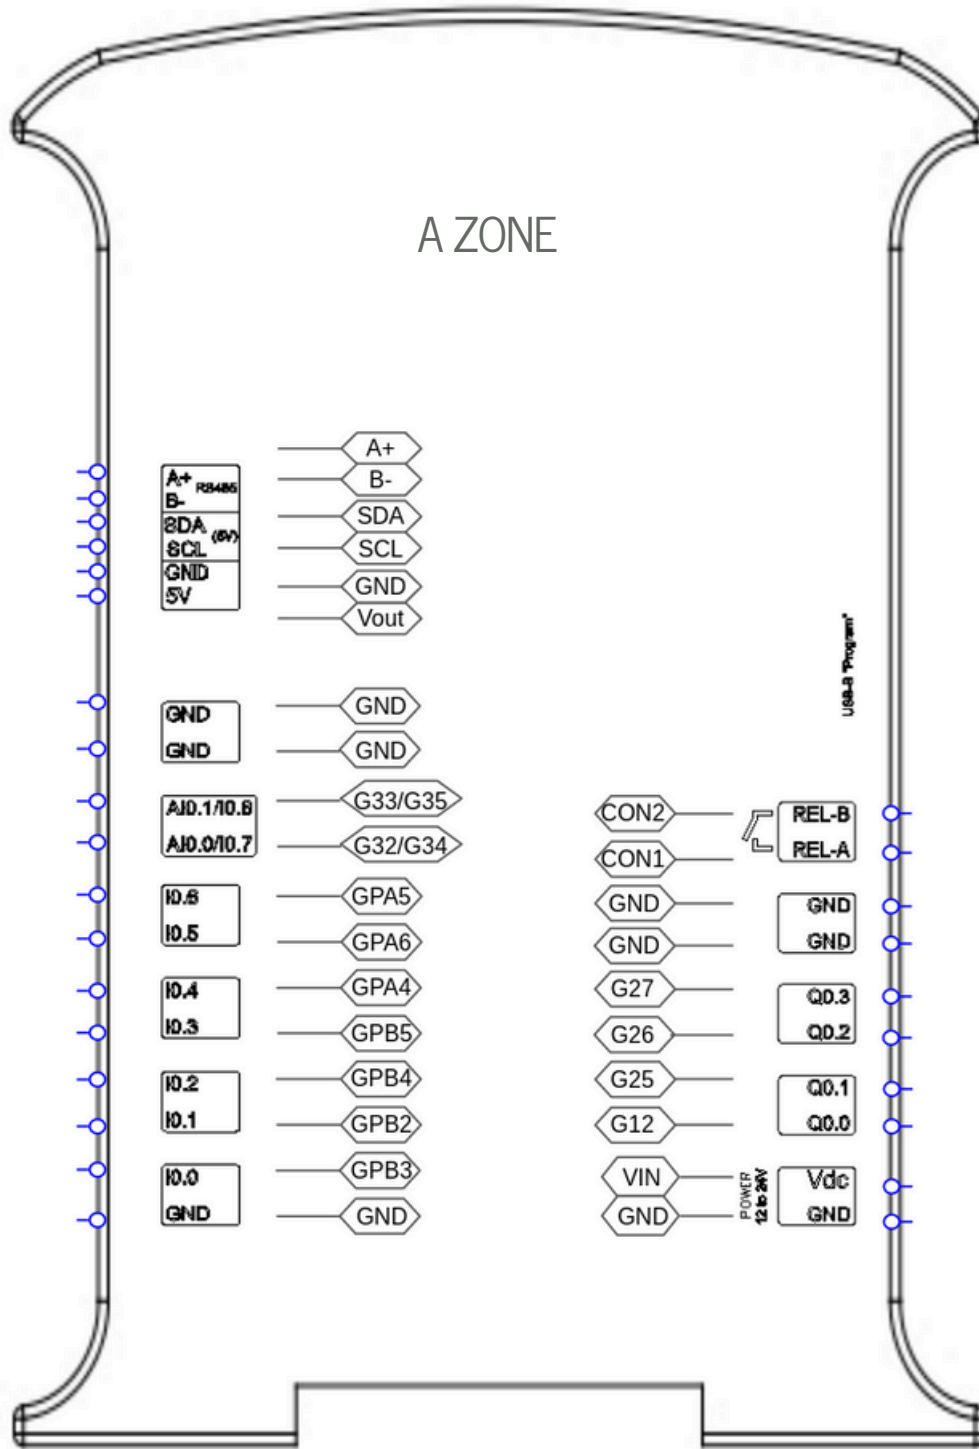 A ZONE
A+
B-
RS485
SDA
SCL
(5V)
GND
5V
A+
B-
SDA
SCL
GND
Vout
USB-B "Program"
GND
GND
GND
GND
AI0.1/I0.8
AI0.0/I0.7
G33/G35
G32/G34
I0.6
I0.5
GPA5
GPA6
I0.4
I0.3
GPA4
GPB5
I0.2
I0.1
GPB4
GPB2
I0.0
GND
GPB3
GND
CON2
CON1
REL-B
REL-A
GND
GND
GND
GND
G27
G26
Q0.3
Q0.2
G25
G12
Q0.1
Q0.0
VIN
GND
POWER
12 to 24V
Vdc
GND